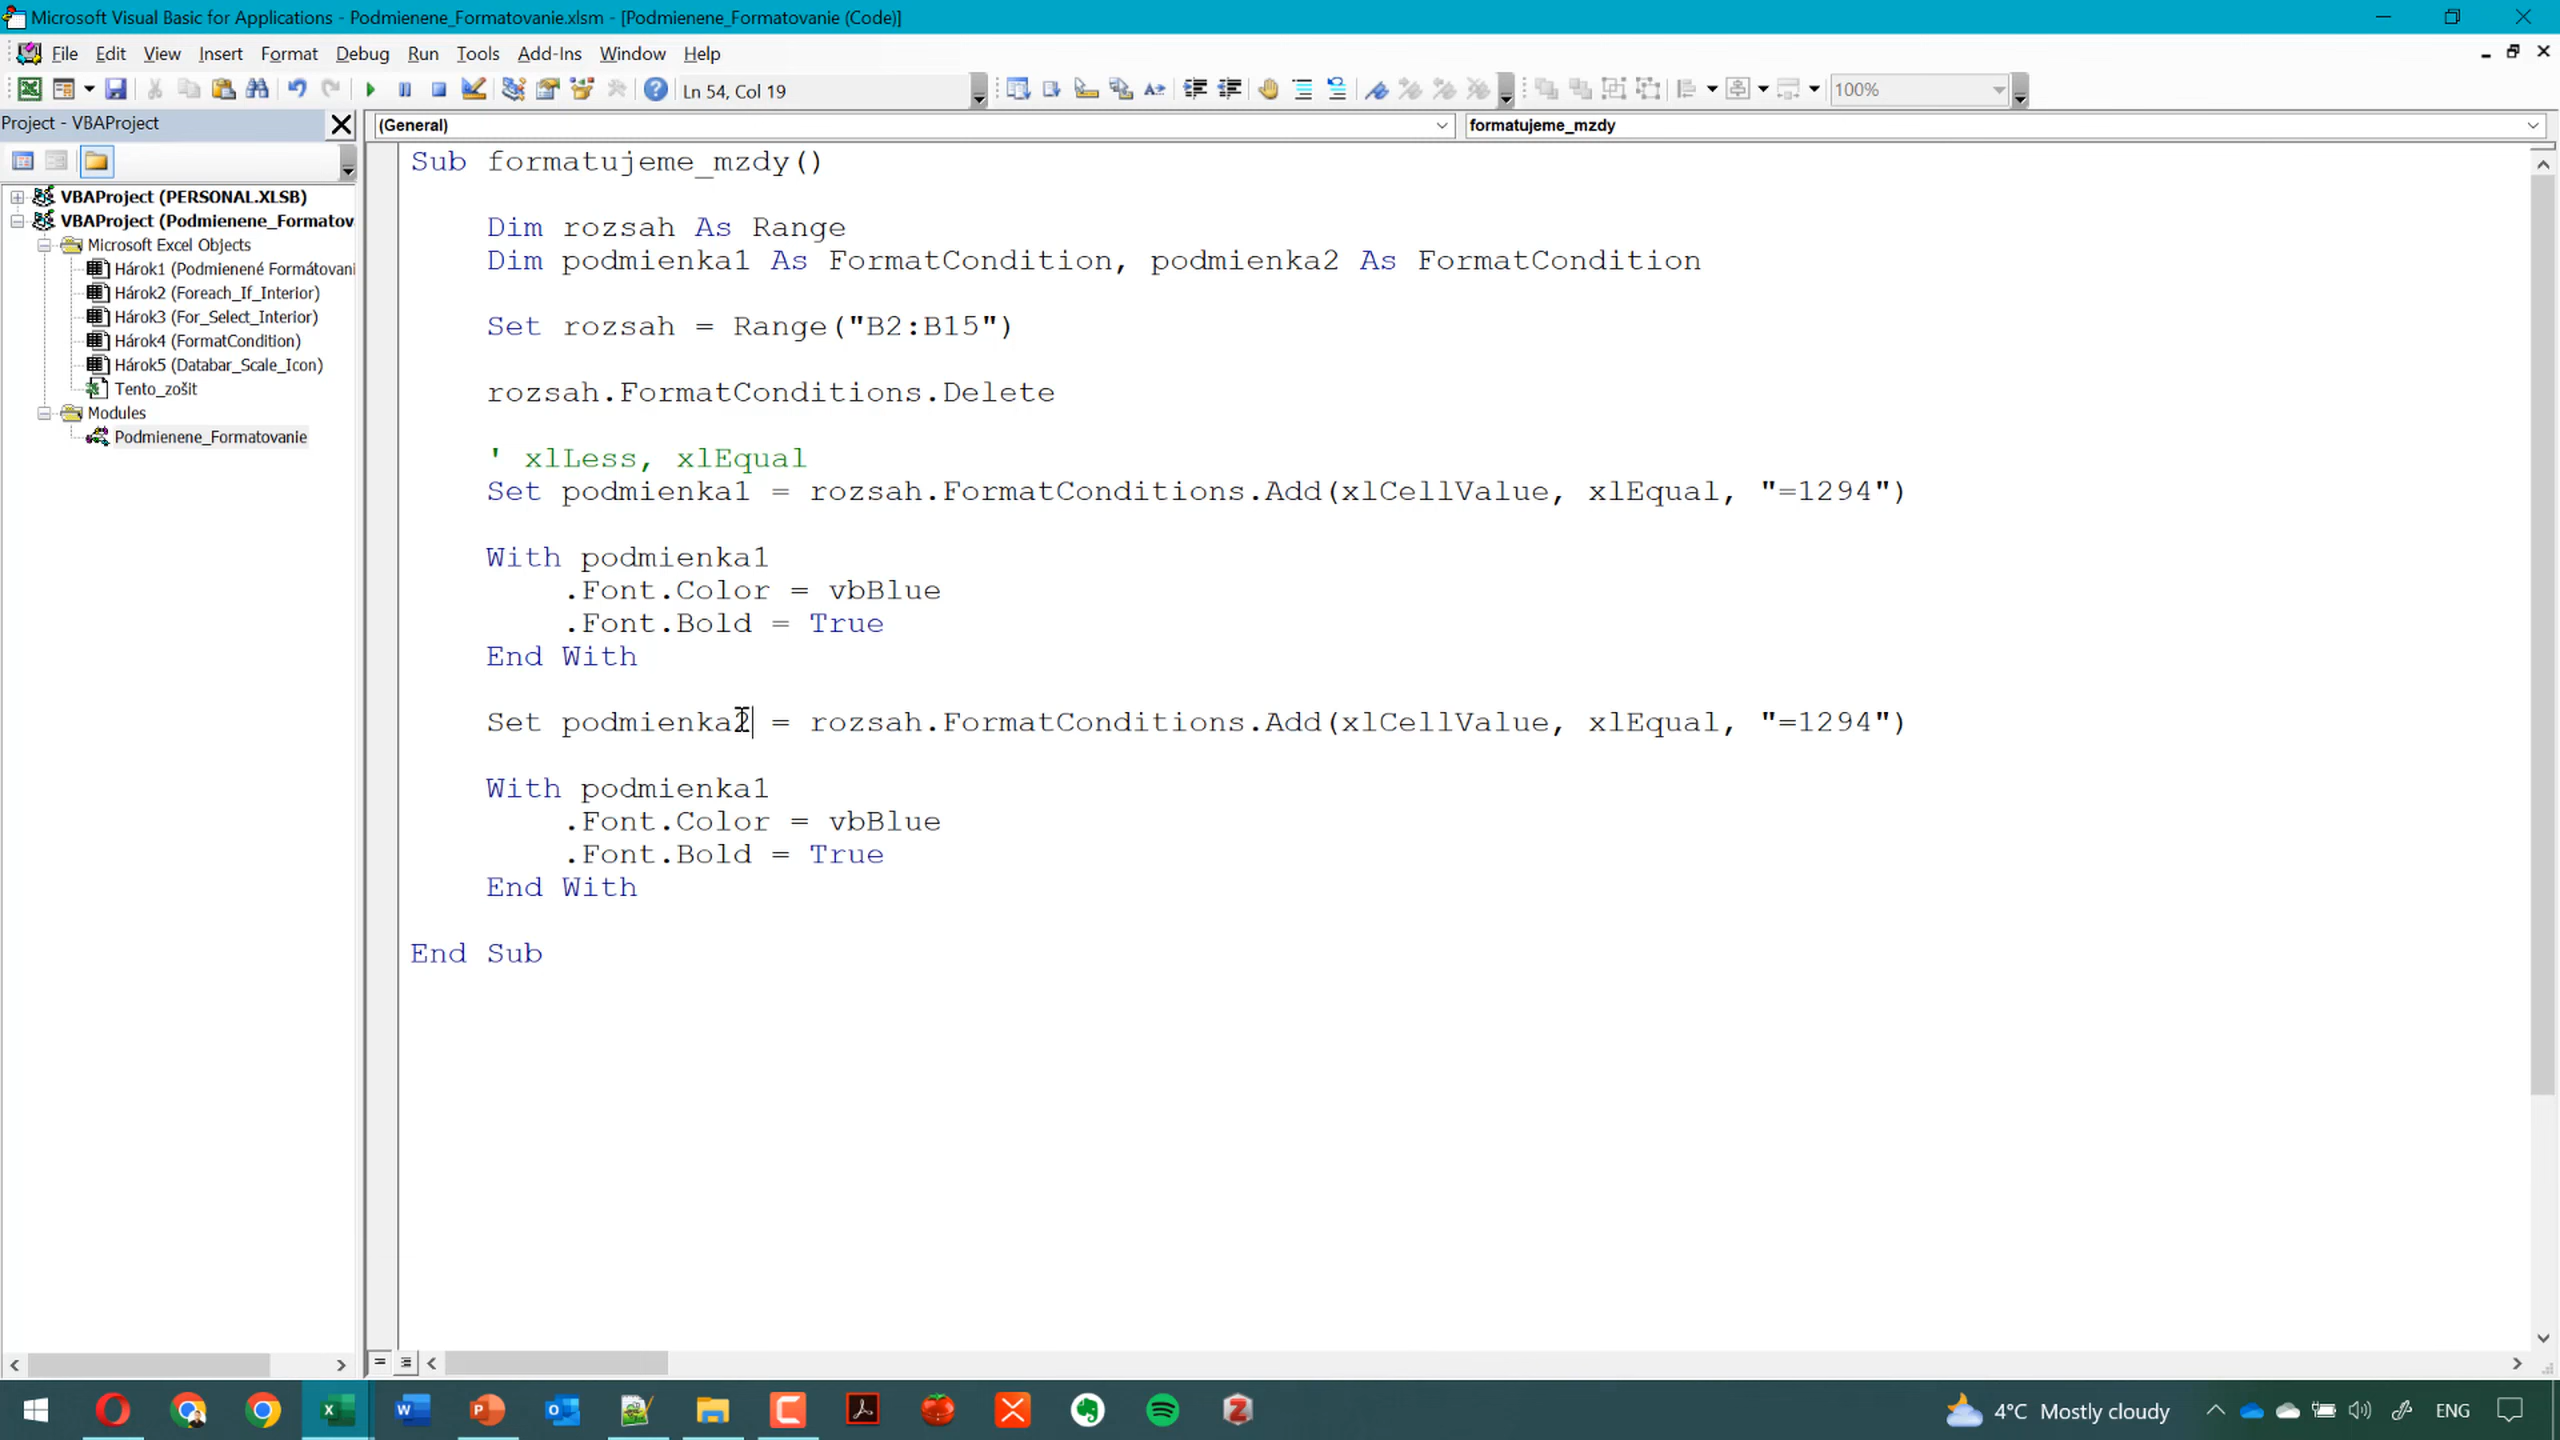 Microsoft Visual Basic for Applications - Podmienene_Formatovanie.xlsm - [Podmienene_Formatovanie (Code)]
File Edit View Insert Format Debug Run Tools Add-Ins Window Help
Ln 54, Col 19
100%
Project - VBAProject
(General)
formatujeme_mzdy
VBAProject (PERSONAL.XLSB)
VBAProject (Podmienene_Formatov
Microsoft Excel Objects
Hárok1 (Podmienené Formátovani
Hárok2 (Foreach_If_Interior)
Hárok3 (For_Select_Interior)
Hárok4 (FormatCondition)
Hárok5 (Databar_Scale_Icon)
Tento_zošit
Modules
Podmienene_Formatovanie
Sub formatujeme_mzdy()
Dim rozsah As Range
Dim podmienka1 As FormatCondition, podmienka2 As FormatCondition
Set rozsah = Range("B2:B15")
rozsah.FormatConditions.Delete
' xlLess, xlEqual
Set podmienka1 = rozsah.FormatConditions.Add(xlCellValue, xlEqual, "=1294")
With podmienka1
.Font.Color = vbBlue
.Font.Bold = True
End With
Set podmienka2 = rozsah.FormatConditions.Add(xlCellValue, xlEqual, "=1294")
With podmienka1
.Font.Color = vbBlue
.Font.Bold = True
End With
End Sub
4°C Mostly cloudy
ENG